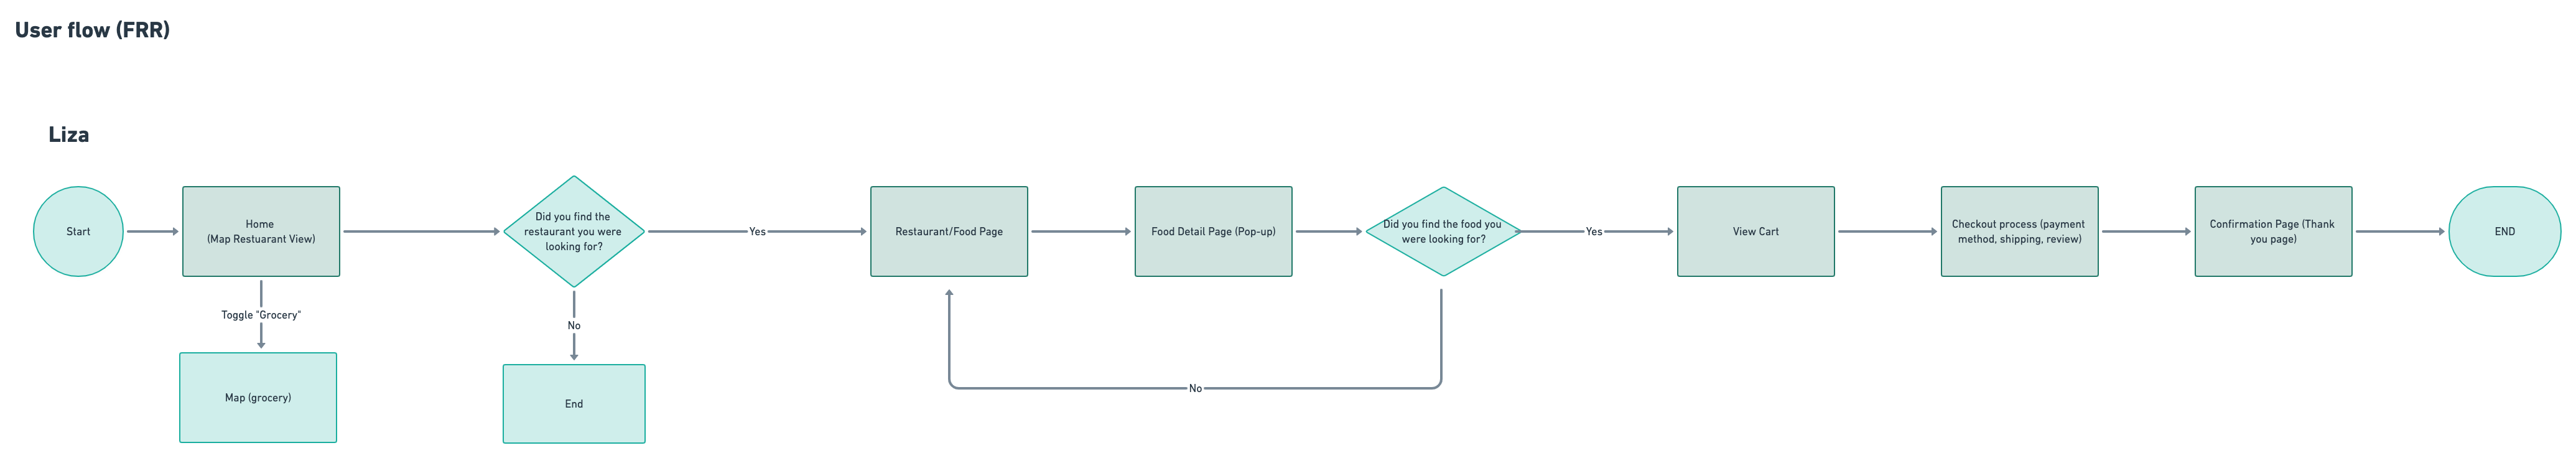 User flow (FRR)
Liza
Start
Home
(Map Restuarant View)
Did you find the
restaurant you were
looking for?
Yes
Restaurant/Food Page
Food Detail Page (Pop-up)
Did you find the food you
were looking for?
Yes
View Cart
Checkout process (payment
method, shipping, review)
Confirmation Page (Thank
you page)
END
Toggle "Grocery"
No
Map (grocery)
End
No